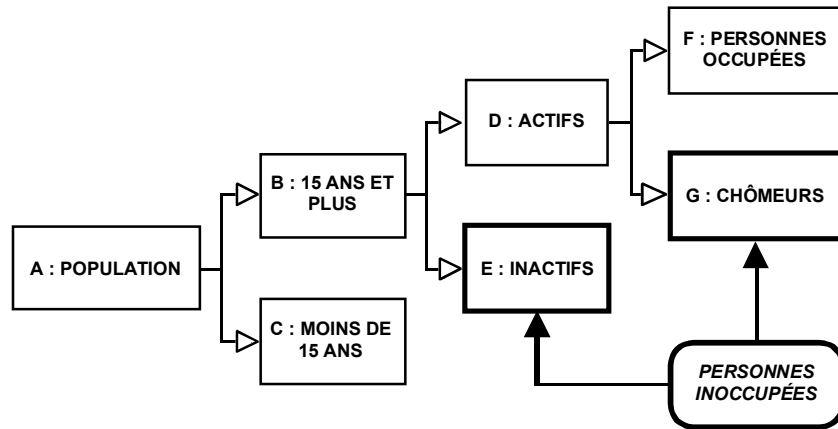 A : POPULATION
B : 15 ANS ET
PLUS
C : MOINS DE
15 ANS
D : ACTIFS
E : INACTIFS
F : PERSONNES
OCCUPÉES
G : CHÔMEURS
PERSONNES
INOCCUPÉES